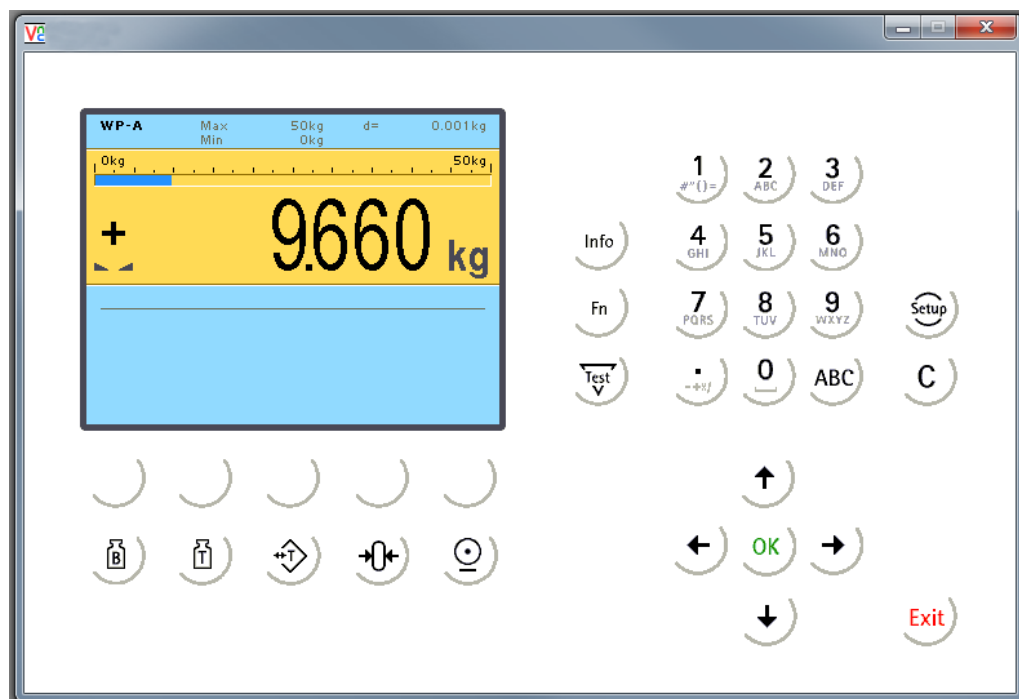 V2
WP-A Max 50kg d= 0.001kg
Min 0kg
0kg 50kg
+ 9.660 kg
1 2 3
#"()= ABC DEF
Info 4 5 6
GHI JKL MNO
Fn 7 8 9 Setup
PQRS TUV WXYZ
Test . 0 ABC C
B T T
OK
Exit